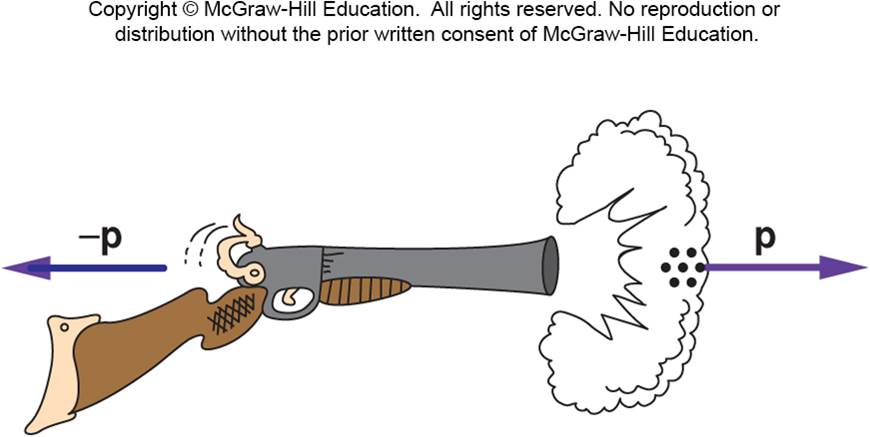 Copyright © McGraw-Hill Education.  All rights reserved. No reproduction or
distribution without the prior written consent of McGraw-Hill Education.
–p
p